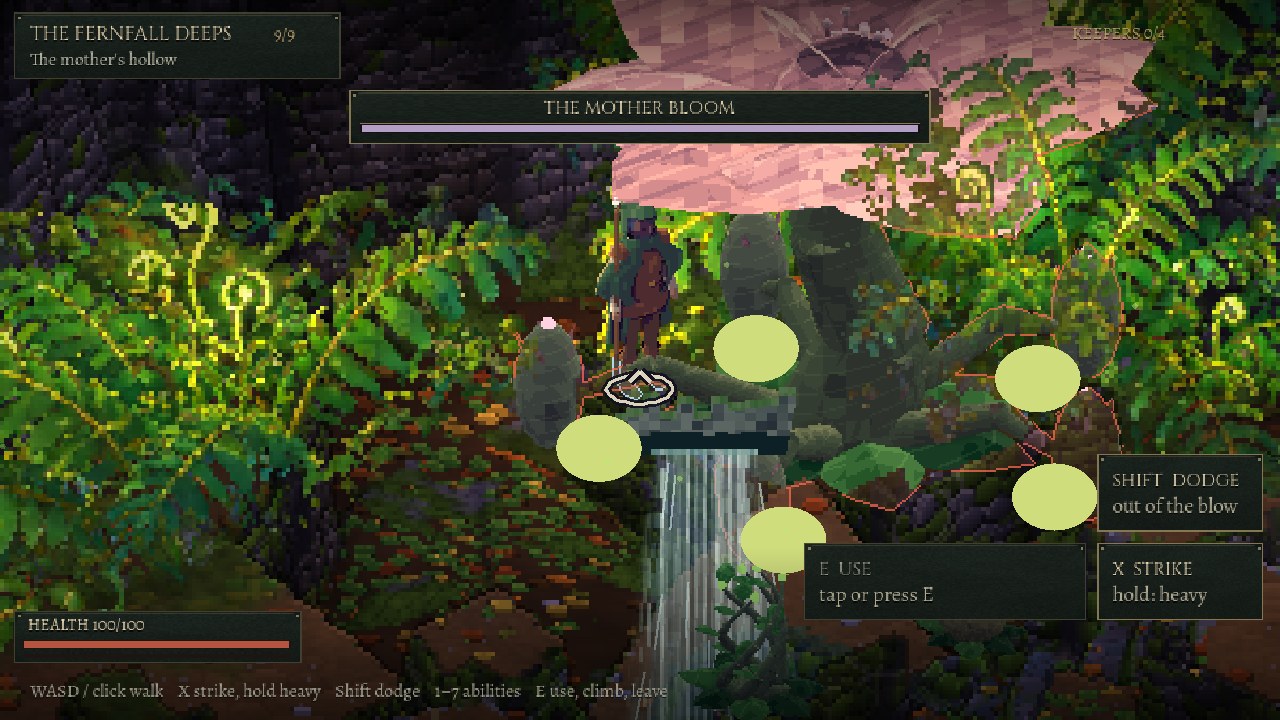 THE FERNFALL DEEPS 9/9
The mother's hollow
KEEPERS 0/4
THE MOTHER BLOOM
SHIFT DODGE
out of the blow
E USE
tap or press E
X STRIKE
hold: heavy
HEALTH 100/100
WASD / click walk X strike, hold heavy Shift dodge 1–7 abilities E use, climb, leave